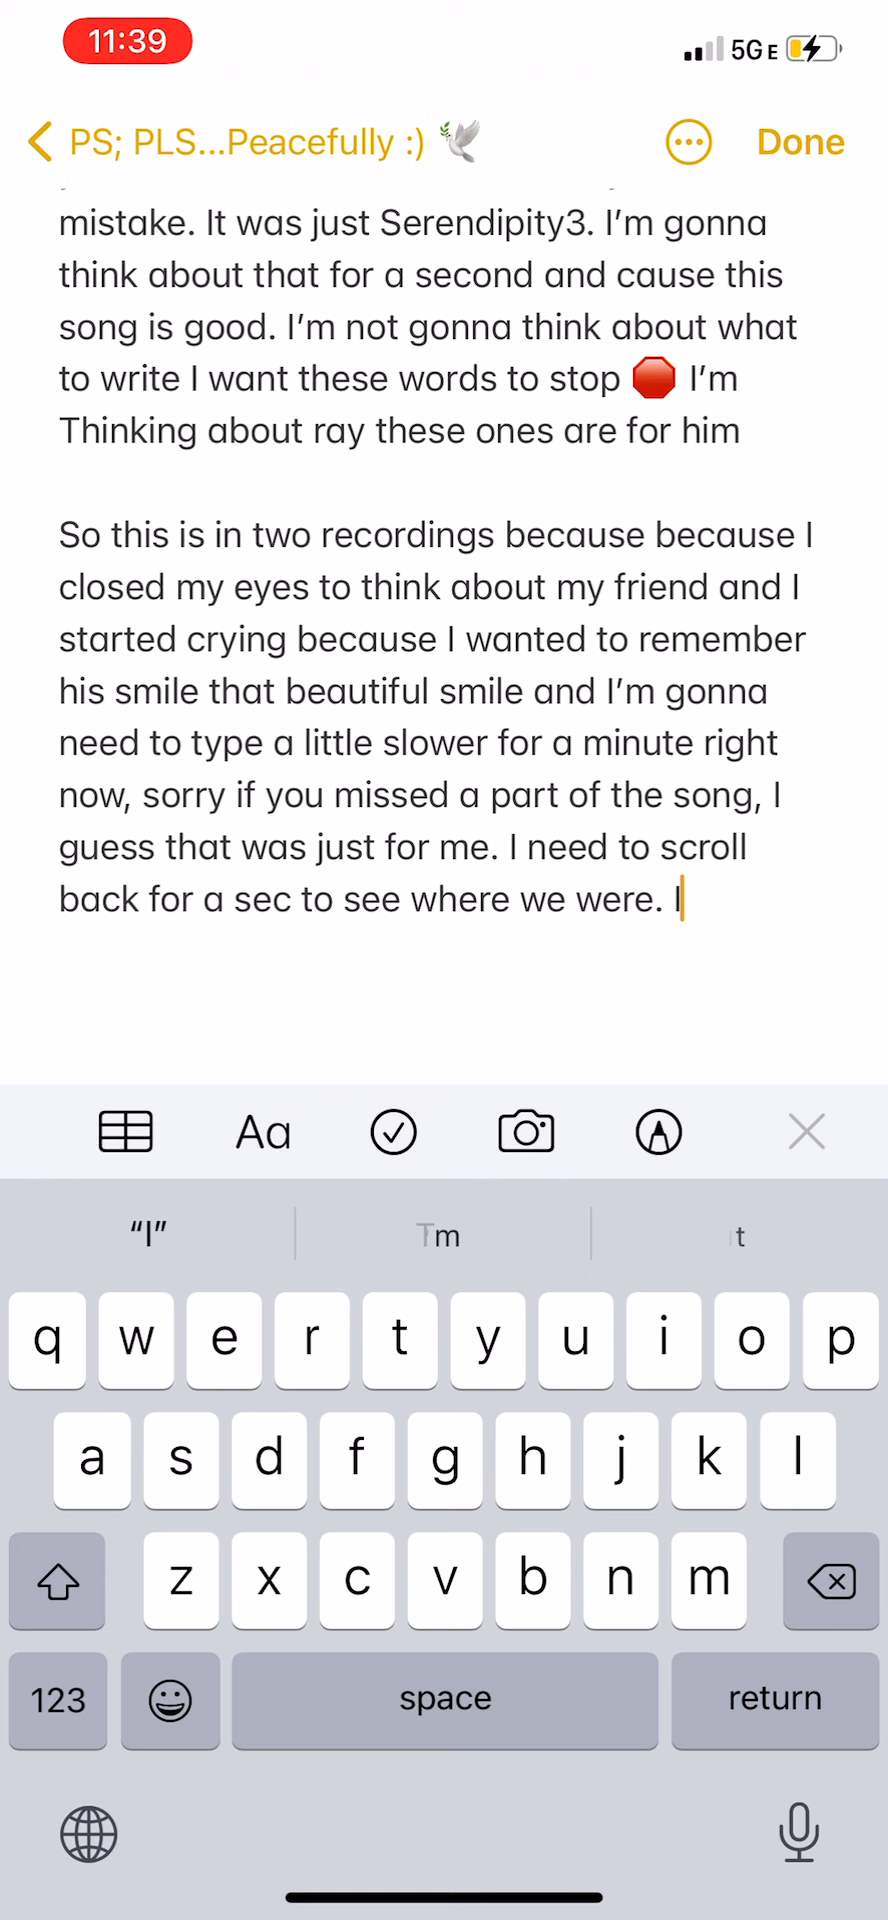 11:39
5GE
PS; PLS...Peacefully :) 🕊️
Done
mistake. It was just Serendipity3. I'm gonna
think about that for a second and cause this
song is good. I'm not gonna think about what
to write I want these words to stop 🛑 I'm
Thinking about ray these ones are for him
So this is in two recordings because because I
closed my eyes to think about my friend and I
started crying because I wanted to remember
his smile that beautiful smile and I'm gonna
need to type a little slower for a minute right
now, sorry if you missed a part of the song, I
guess that was just for me. I need to scroll
back for a sec to see where we were. I
Aa
“I” I'm t
q w e r t y u i o p
a s d f g h j k l
z x c v b n m
123 space return